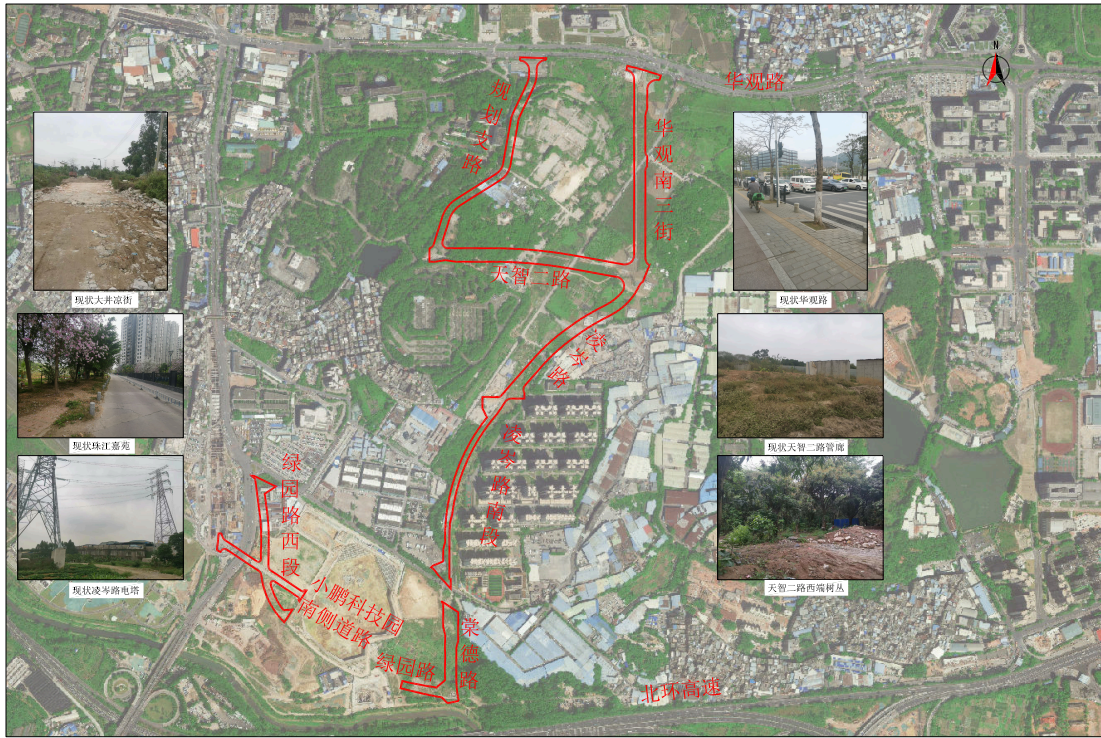 N
华观路
规划支路
华观南三街
天智二路
凌岑路
凌岑路南段
绿园路西段
小鹏科技园
南侧道路
绿园路
棠德路
北环高速
现状大井凉街
现状华观路
现状珠江嘉苑
现状天智二路管廊
现状凌岑路电塔
天智二路西端树丛